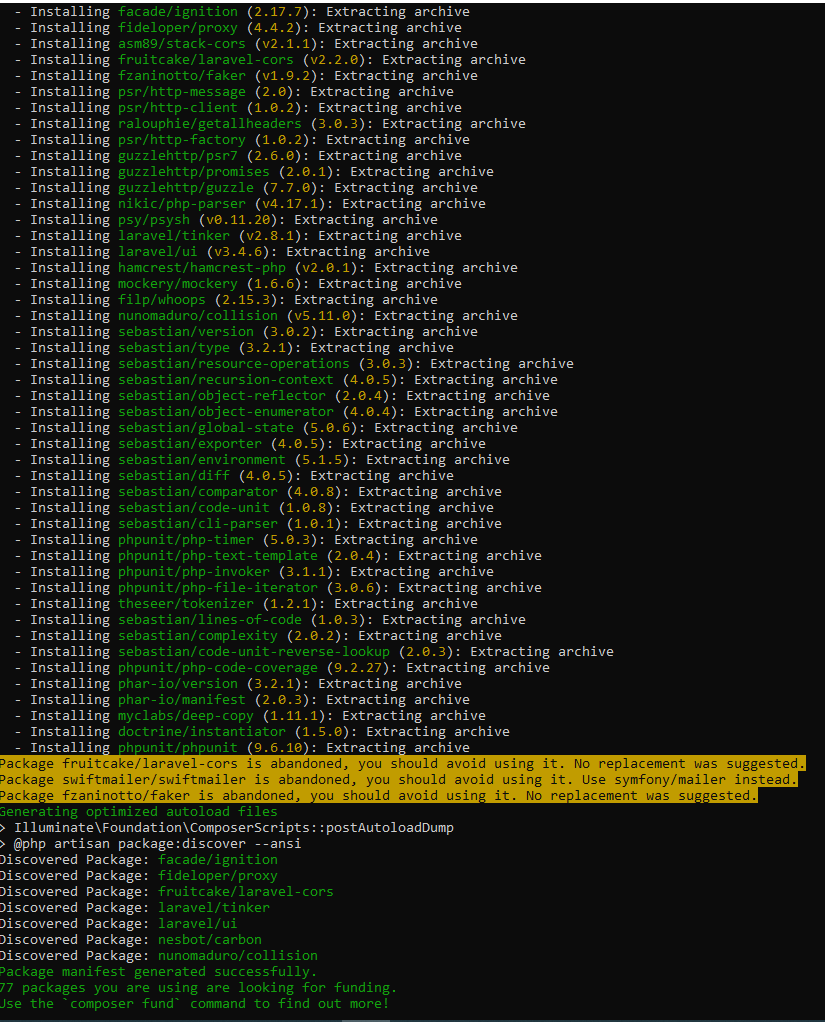 - Installing facade/ignition (2.17.7): Extracting archive
- Installing fideloper/proxy (4.4.2): Extracting archive
- Installing asm89/stack-cors (v2.1.1): Extracting archive
- Installing fruitcake/laravel-cors (v2.2.0): Extracting archive
- Installing fzaninotto/faker (v1.9.2): Extracting archive
- Installing psr/http-message (2.0): Extracting archive
- Installing psr/http-client (1.0.2): Extracting archive
- Installing ralouphie/getallheaders (3.0.3): Extracting archive
- Installing psr/http-factory (1.0.2): Extracting archive
- Installing guzzlehttp/psr7 (2.6.0): Extracting archive
- Installing guzzlehttp/promises (2.0.1): Extracting archive
- Installing guzzlehttp/guzzle (7.7.0): Extracting archive
- Installing nikic/php-parser (v4.17.1): Extracting archive
- Installing psy/psysh (v0.11.20): Extracting archive
- Installing laravel/tinker (v2.8.1): Extracting archive
- Installing laravel/ui (v3.4.6): Extracting archive
- Installing hamcrest/hamcrest-php (v2.0.1): Extracting archive
- Installing mockery/mockery (1.6.6): Extracting archive
- Installing filp/whoops (2.15.3): Extracting archive
- Installing nunomaduro/collision (v5.11.0): Extracting archive
- Installing sebastian/version (3.0.2): Extracting archive
- Installing sebastian/type (3.2.1): Extracting archive
- Installing sebastian/resource-operations (3.0.3): Extracting archive
- Installing sebastian/recursion-context (4.0.5): Extracting archive
- Installing sebastian/object-reflector (2.0.4): Extracting archive
- Installing sebastian/object-enumerator (4.0.4): Extracting archive
- Installing sebastian/global-state (5.0.6): Extracting archive
- Installing sebastian/exporter (4.0.5): Extracting archive
- Installing sebastian/environment (5.1.5): Extracting archive
- Installing sebastian/diff (4.0.5): Extracting archive
- Installing sebastian/comparator (4.0.8): Extracting archive
- Installing sebastian/code-unit (1.0.8): Extracting archive
- Installing sebastian/cli-parser (1.0.1): Extracting archive
- Installing phpunit/php-timer (5.0.3): Extracting archive
- Installing phpunit/php-text-template (2.0.4): Extracting archive
- Installing phpunit/php-invoker (3.1.1): Extracting archive
- Installing phpunit/php-file-iterator (3.0.6): Extracting archive
- Installing theseer/tokenizer (1.2.1): Extracting archive
- Installing sebastian/lines-of-code (1.0.3): Extracting archive
- Installing sebastian/complexity (2.0.2): Extracting archive
- Installing sebastian/code-unit-reverse-lookup (2.0.3): Extracting archive
- Installing phpunit/php-code-coverage (9.2.27): Extracting archive
- Installing phar-io/version (3.2.1): Extracting archive
- Installing phar-io/manifest (2.0.3): Extracting archive
- Installing myclabs/deep-copy (1.11.1): Extracting archive
- Installing doctrine/instantiator (1.5.0): Extracting archive
- Installing phpunit/phpunit (9.6.10): Extracting archive
Package fruitcake/laravel-cors is abandoned, you should avoid using it. No replacement was suggested.
Package swiftmailer/swiftmailer is abandoned, you should avoid using it. Use symfony/mailer instead.
Package fzaninotto/faker is abandoned, you should avoid using it. No replacement was suggested.
Generating optimized autoload files
> Illuminate\Foundation\ComposerScripts::postAutoloadDump
> @php artisan package:discover --ansi
Discovered Package: facade/ignition
Discovered Package: fideloper/proxy
Discovered Package: fruitcake/laravel-cors
Discovered Package: laravel/tinker
Discovered Package: laravel/ui
Discovered Package: nesbot/carbon
Discovered Package: nunomaduro/collision
Package manifest generated successfully.
77 packages you are using are looking for funding.
Use the `composer fund` command to find out more!